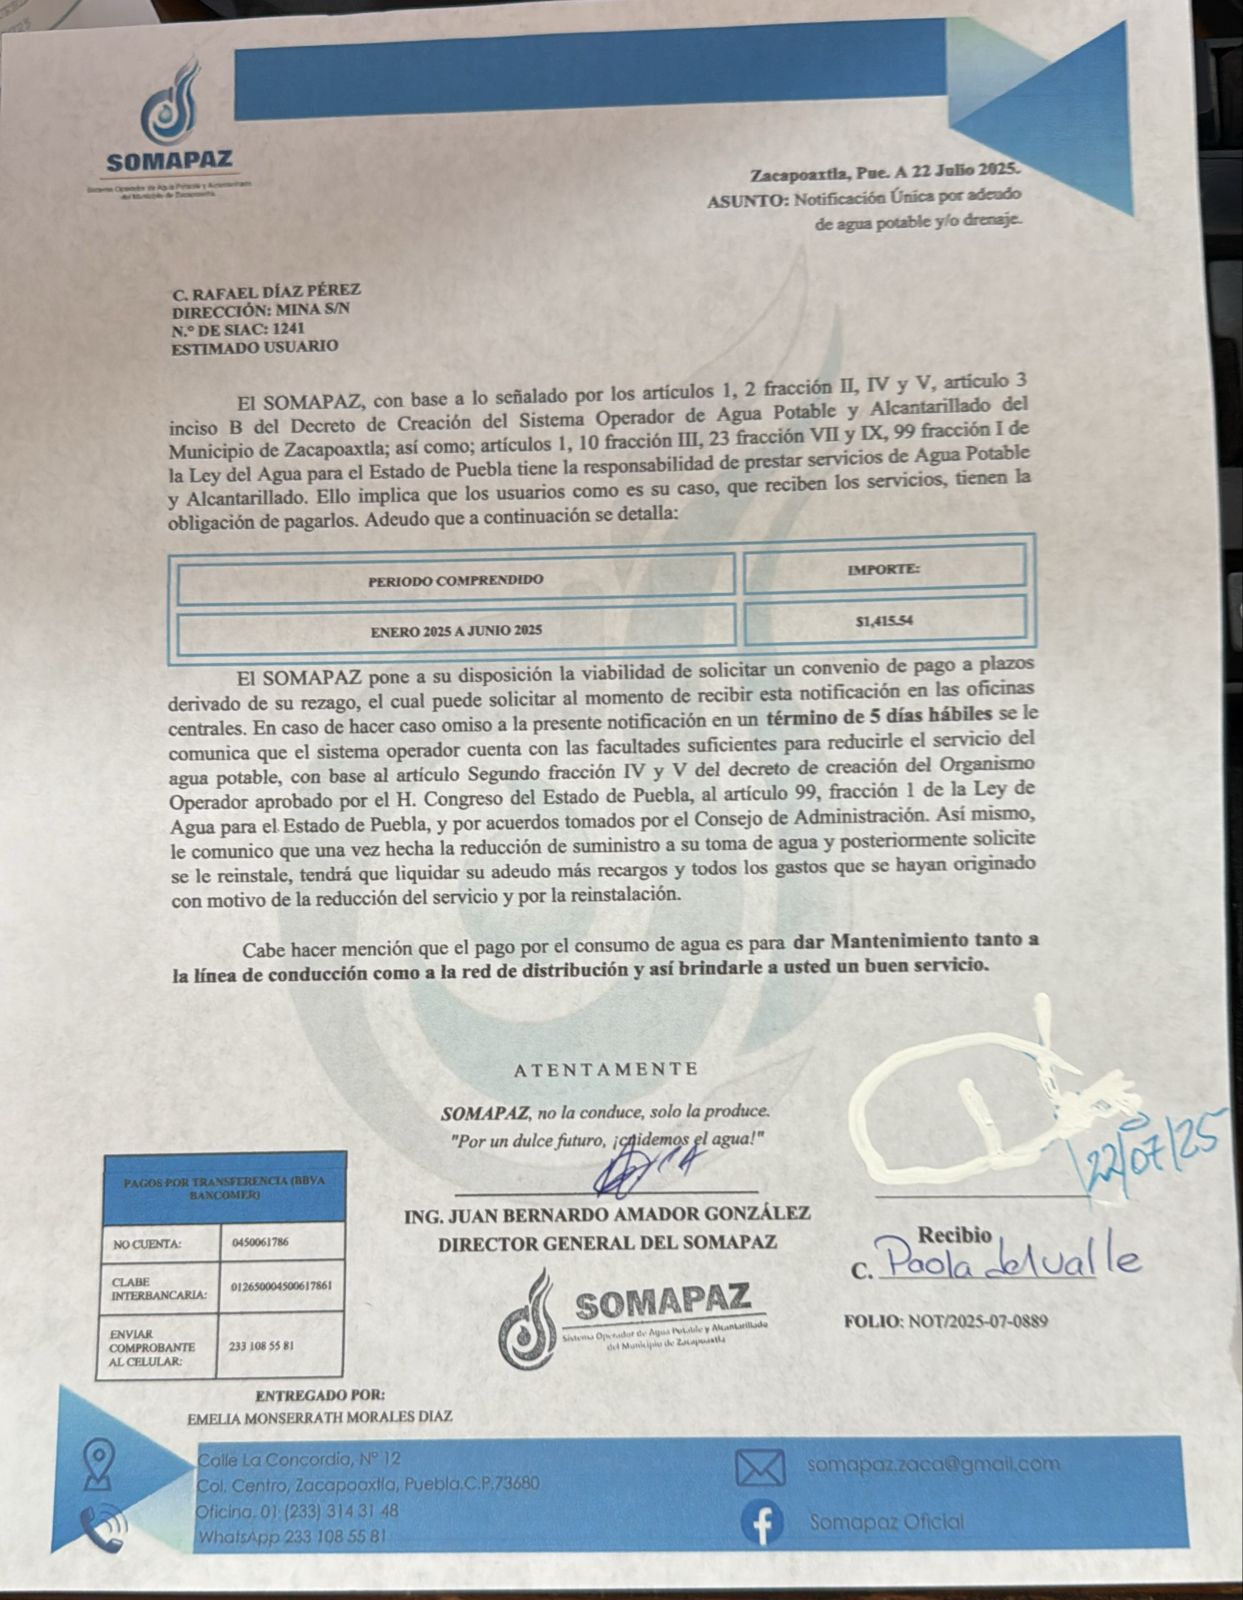 SOMAPAZ
Sistema Operador de Agua Potable y Alcantarillado
del Municipio de Zacapoaxtla
Zacapoaxtla, Pue. A 22 Julio 2025.
ASUNTO: Notificación Única por adeudo
de agua potable y/o drenaje.
C. RAFAEL DÍAZ PÉREZ
DIRECCIÓN: MINA S/N
N.º DE SIAC: 1241
ESTIMADO USUARIO
El SOMAPAZ, con base a lo señalado por los artículos 1, 2 fracción II, IV y V, artículo 3
inciso B del Decreto de Creación del Sistema Operador de Agua Potable y Alcantarillado del
Municipio de Zacapoaxtla; así como; artículos 1, 10 fracción III, 23 fracción VII y IX, 99 fracción I de
la Ley del Agua para el Estado de Puebla tiene la responsabilidad de prestar servicios de Agua Potable
y Alcantarillado. Ello implica que los usuarios como es su caso, que reciben los servicios, tienen la
obligación de pagarlos. Adeudo que a continuación se detalla:
PERIODO COMPRENDIDO
IMPORTE:
ENERO 2025 A JUNIO 2025
$1,415.54
El SOMAPAZ pone a su disposición la viabilidad de solicitar un convenio de pago a plazos
derivado de su rezago, el cual puede solicitar al momento de recibir esta notificación en las oficinas
centrales. En caso de hacer caso omiso a la presente notificación en un término de 5 días hábiles se le
comunica que el sistema operador cuenta con las facultades suficientes para reducirle el servicio del
agua potable, con base al artículo Segundo fracción IV y V del decreto de creación del Organismo
Operador aprobado por el H. Congreso del Estado de Puebla, al artículo 99, fracción 1 de la Ley de
Agua para el Estado de Puebla, y por acuerdos tomados por el Consejo de Administración. Así mismo,
le comunico que una vez hecha la reducción de suministro a su toma de agua y posteriormente solicite
se le reinstale, tendrá que liquidar su adeudo más recargos y todos los gastos que se hayan originado
con motivo de la reducción del servicio y por la reinstalación.
Cabe hacer mención que el pago por el consumo de agua es para dar Mantenimiento tanto a
la línea de conducción como a la red de distribución y así brindarle a usted un buen servicio.
ATENTAMENTE
SOMAPAZ, no la conduce, solo la produce.
"Por un dulce futuro, ¡cuidemos el agua!"
ING. JUAN BERNARDO AMADOR GONZÁLEZ
DIRECTOR GENERAL DEL SOMAPAZ
SOMAPAZ
Sistema Operador de Agua Potable y Alcantarillado
del Municipio de Zacapoaxtla
22/07/25
Recibio
C. Paola del valle
FOLIO: NOT/2025-07-0889
PAGOS POR TRANSFERENCIA (BBVA
BANCOMER)
NO CUENTA:
0450061786
CLABE
INTERBANCARIA:
012650004500617861
ENVIAR
COMPROBANTE
AL CELULAR:
233 108 55 81
ENTREGADO POR:
EMELIA MONSERRATH MORALES DIAZ
Calle La Concordia, Nº 12
Col. Centro, Zacapoaxtla, Puebla.C.P.73680
Oficina. 01 (233) 314 31 48
WhatsApp 233 108 55 81
somapaz.zaca@gmail.com
Somapaz Oficial